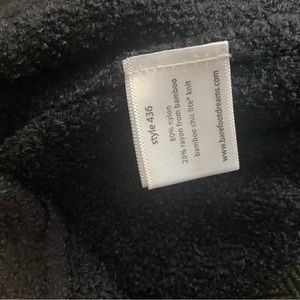 style 436
80% nylon
20% rayon from bamboo
bamboo chic lite® knit
www.barefootdreams.com